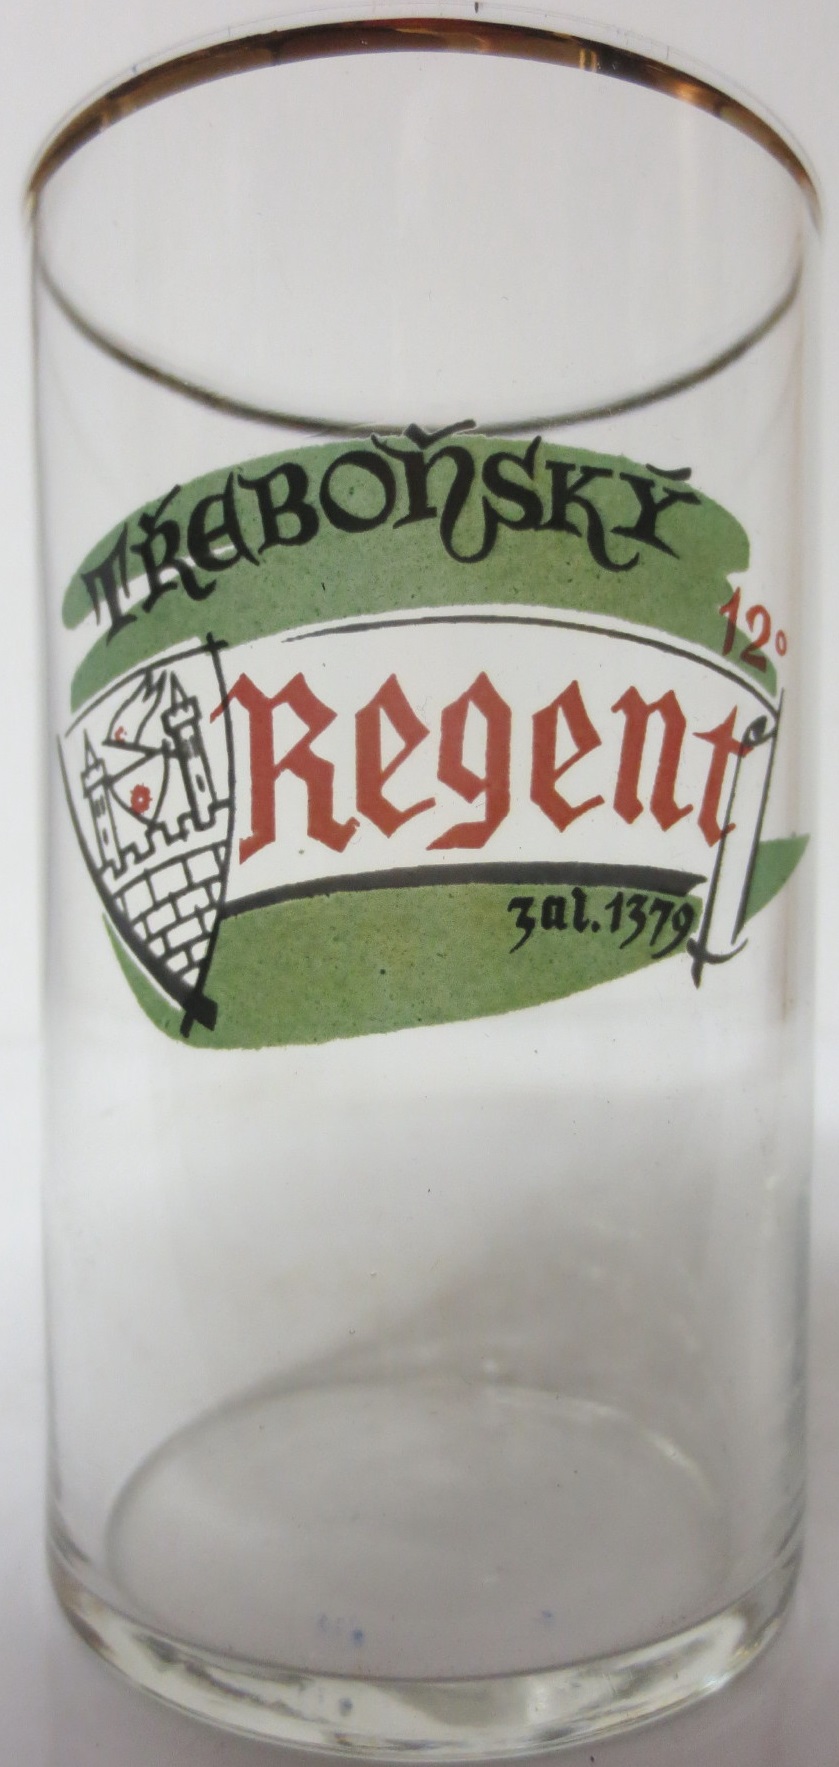 TŘEBOŇSKÝ
12°
Regent
zal. 1379